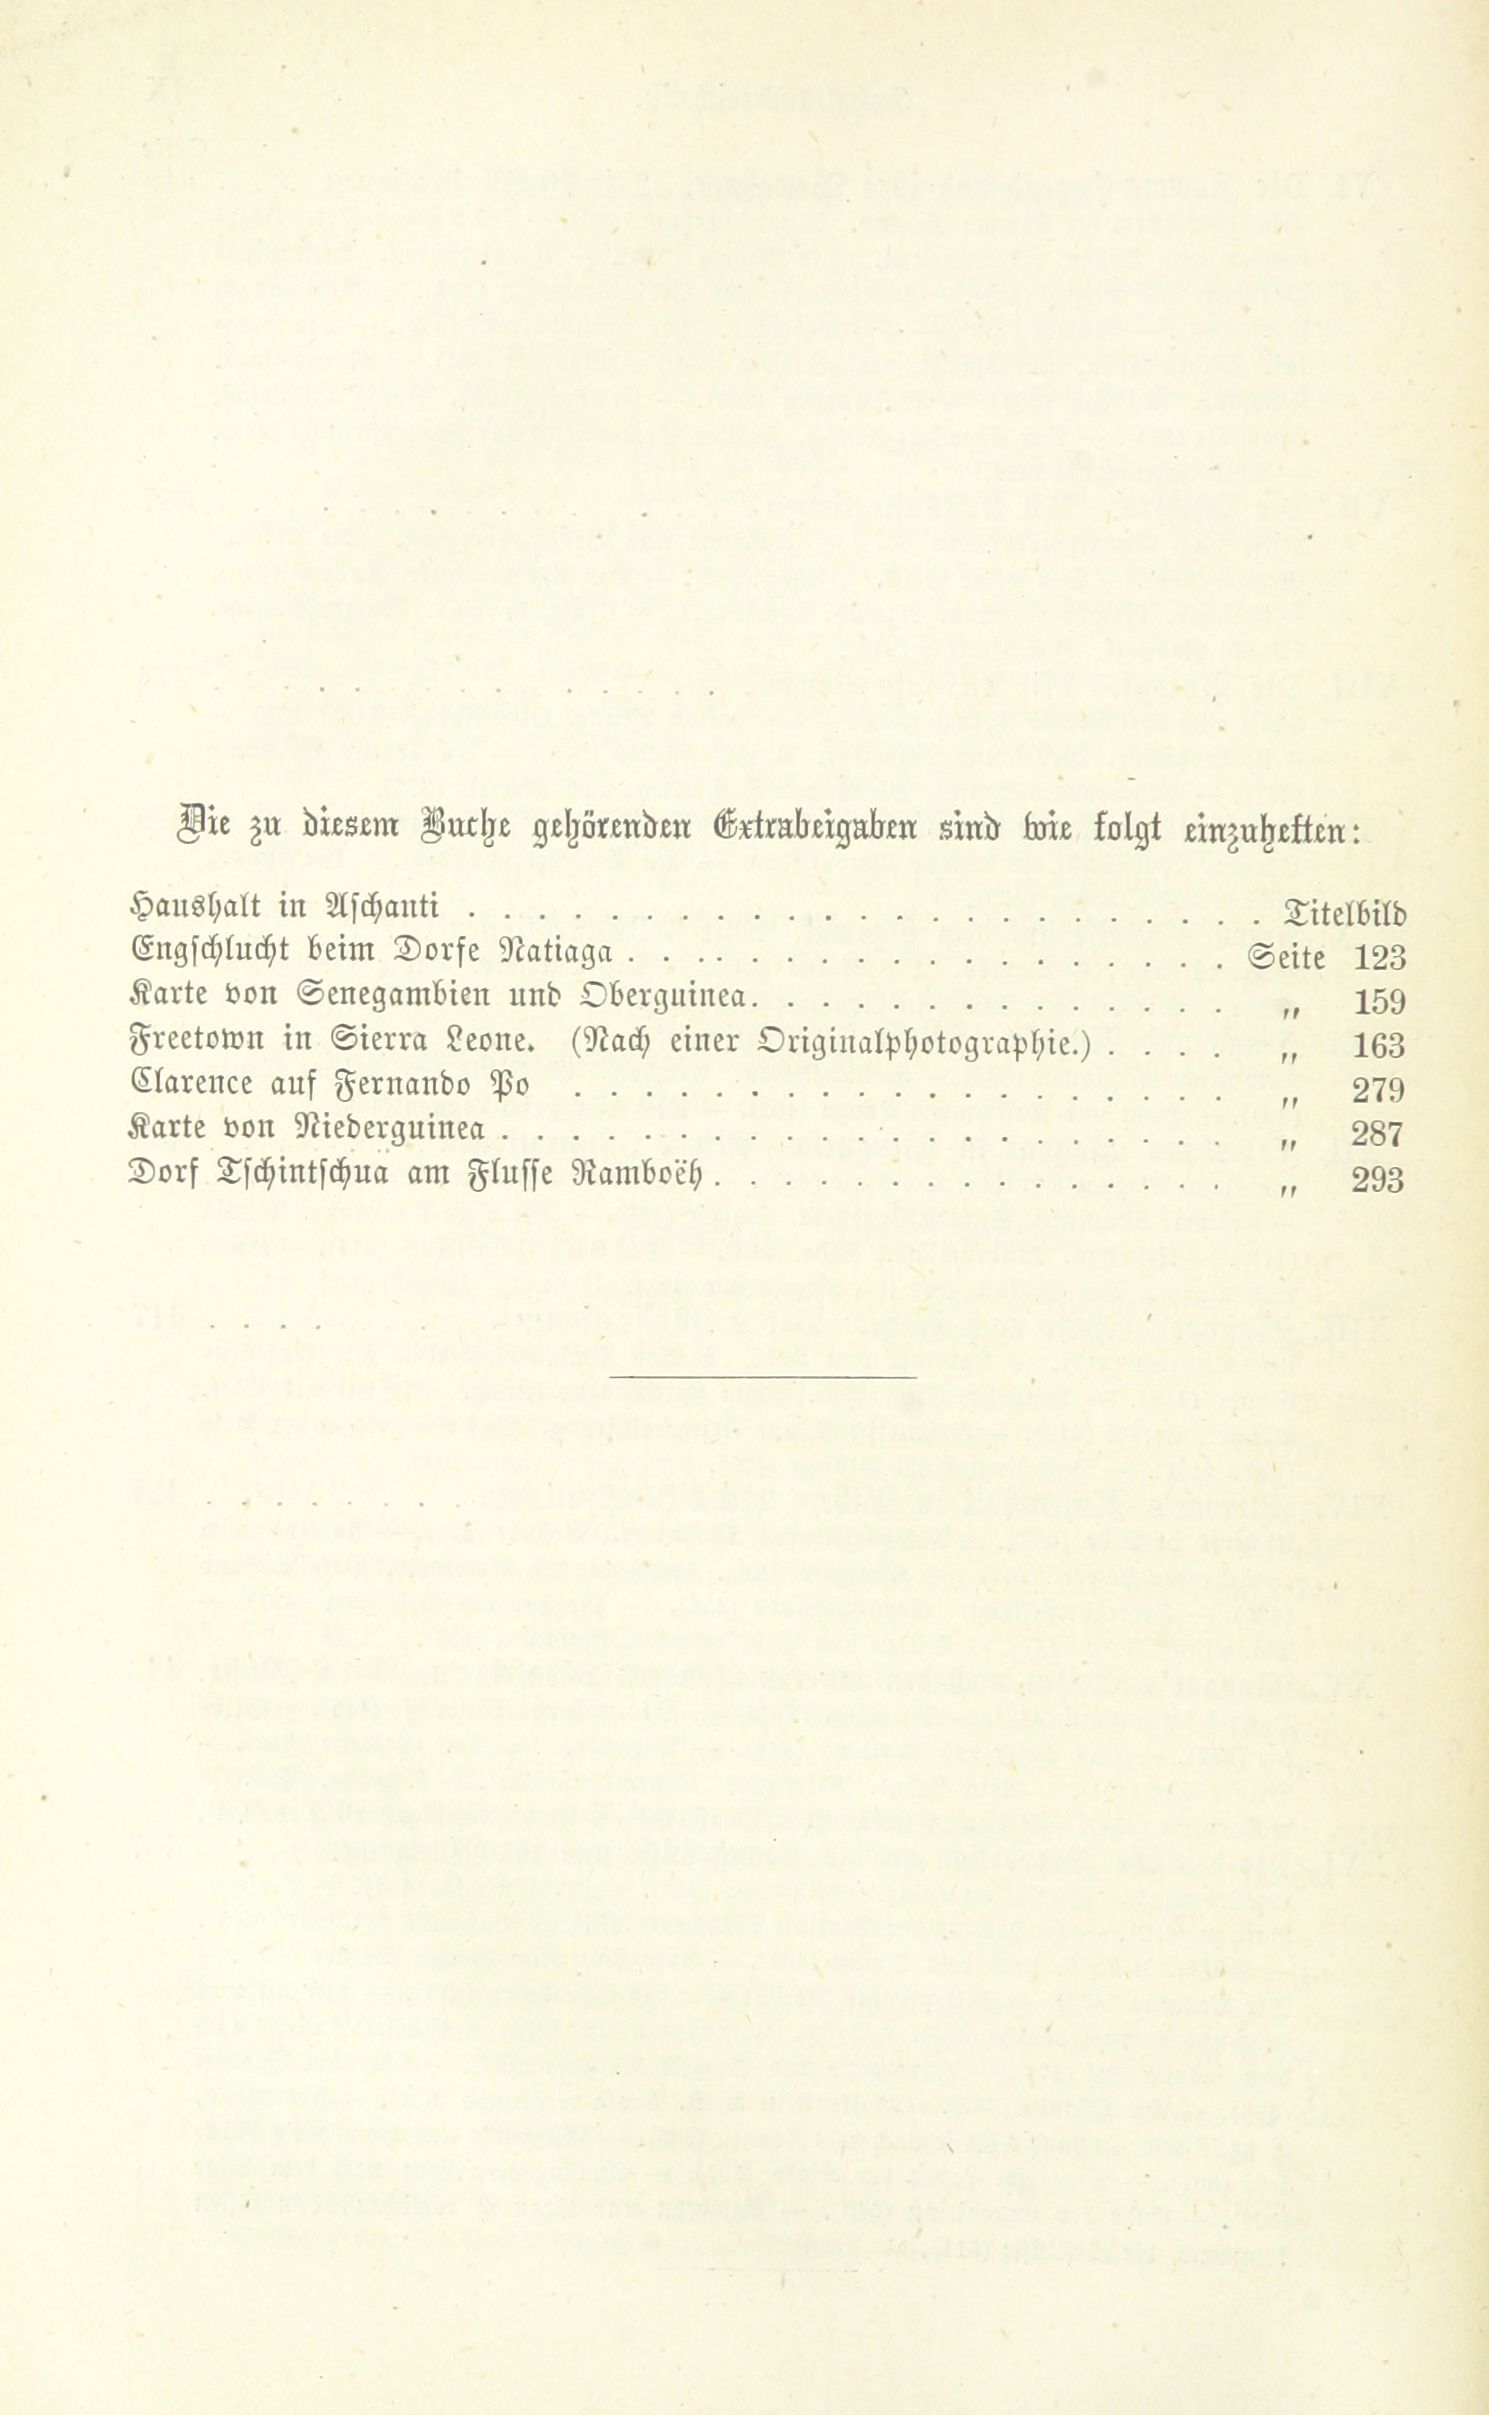 Die zu diesem Buche gehörenden Extrabeigaben sind wie folgt einzuheften:
Haushalt in Aschanti . . . . . . . . . . . . . . . . . . . . . . . Titelbild
Engschlucht beim Dorfe Natiaga . . . . . . . . . . . . . . . . . . Seite 123
Karte von Senegambien und Oberguinea. . . . . . . . . . . . . . . „ 159
Freetown in Sierra Leone. (Nach einer Originalphotographie.) . . . . „ 163
Clarence auf Fernando Po . . . . . . . . . . . . . . . . . . . „ 279
Karte von Niederguinea . . . . . . . . . . . . . . . . . . . . . „ 287
Dorf Tschintschuä am Flusse Ramboëh . . . . . . . . . . . . . . . „ 293